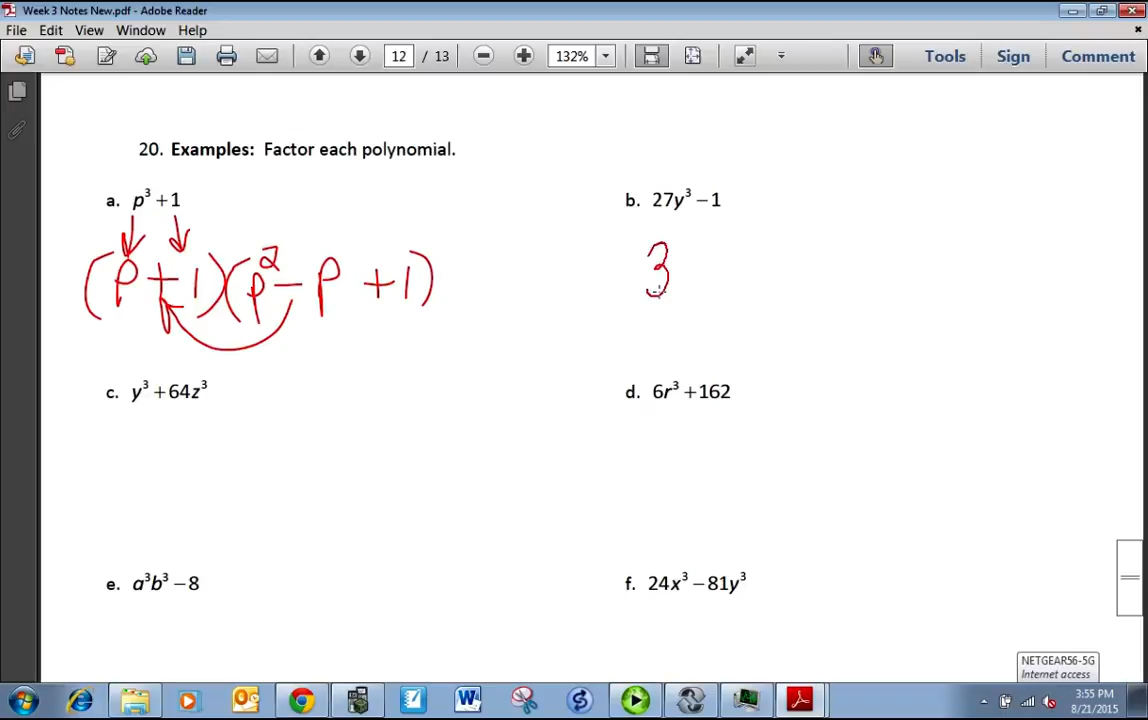 Week 3 Notes New.pdf - Adobe Reader
File Edit View Window Help
12 / 13 132% Tools Sign Comment
20. Examples: Factor each polynomial.
a. p³ + 1
b. 27y³ − 1
(p + 1)(p² − p + 1)
3
c. y³ + 64z³
d. 6r³ + 162
e. a³b³ − 8
f. 24x³ − 81y³
NETGEAR56-5G
Internet access
3:55 PM
8/21/2015